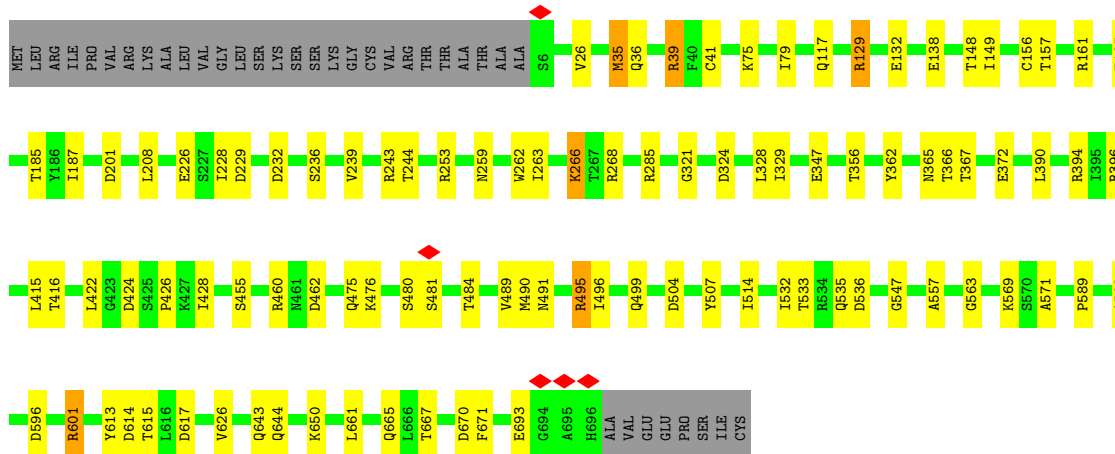 MET LEU ARG ILE PRO VAL ARG LYS ALA LEU VAL GLY LEU SER LYS SER SER LYS GLY CYS VAL ARG THR THR ALA THR ALA ALA S6 V26 M35 Q36 R39 F40 C41 K75 I79 Q117 R129 E132 E138 T148 I149 C156 T157 R161
T185 Y186 I187 D201 L208 E226 S227 I228 D229 D232 S236 V239 R243 T244 R253 N259 W262 I263 K266 T267 R268 R285 G321 D324 L328 I329 E347 T356 Y362 N365 T366 T367 E372 L390 R394 I395
L415 T416 L422 G423 D424 S425 P426 K427 I428 S455 R460 N461 D462 Q475 K476 S480 S481 T484 V489 M490 N491 R495 I496 Q499 D504 Y507 I514 I532 T533 R534 Q535 D536 G547 A557 G563 K569 S570 A571 P589
D596 R601 Y613 D614 T615 L616 D617 V626 Q643 Q644 K650 L661 Q665 L666 T667 D670 F671 E693 G694 A695 H696 ALA VAL GLU GLU PRO SER ILE CYS